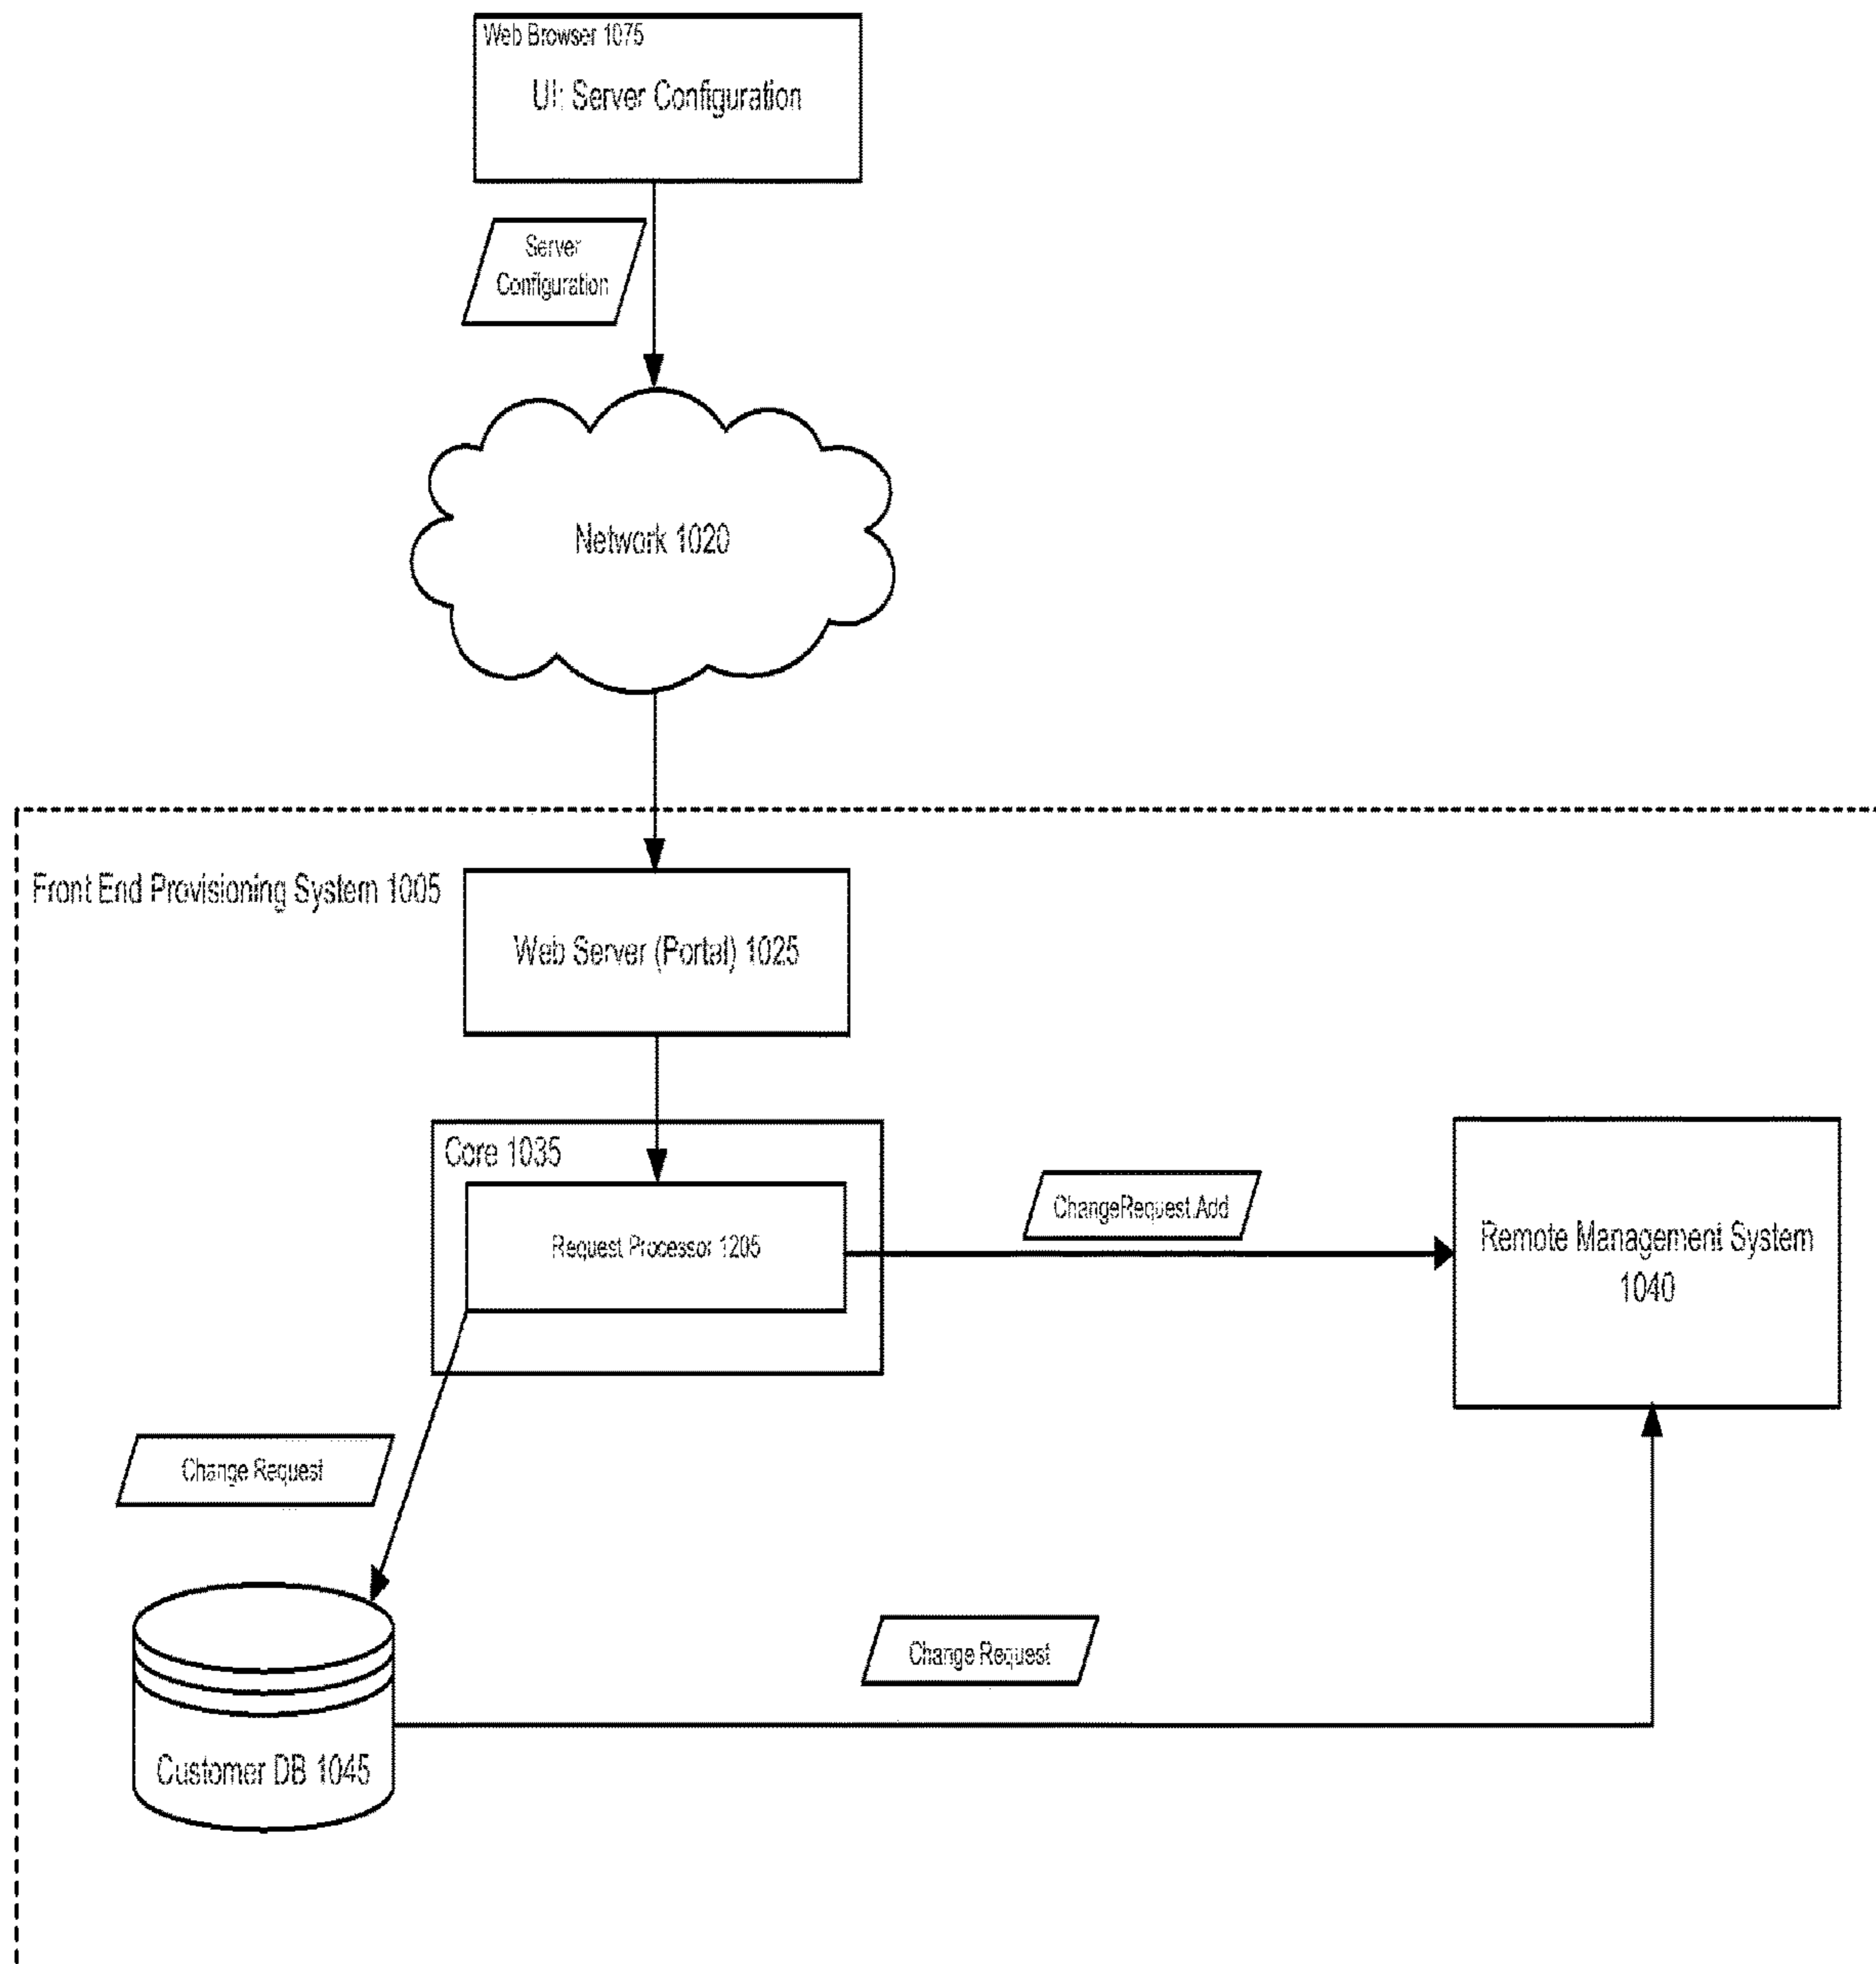 Web Browser 1075
UI: Server Configuration
Server
Configuration
Network 1020
Front End Provisioning System 1005
Web Server (Portal) 1025
Core 1035
Request Processor 1205
ChangeRequest.Add
Remote Management System
1040
Change Request
Change Request
Customer DB 1045